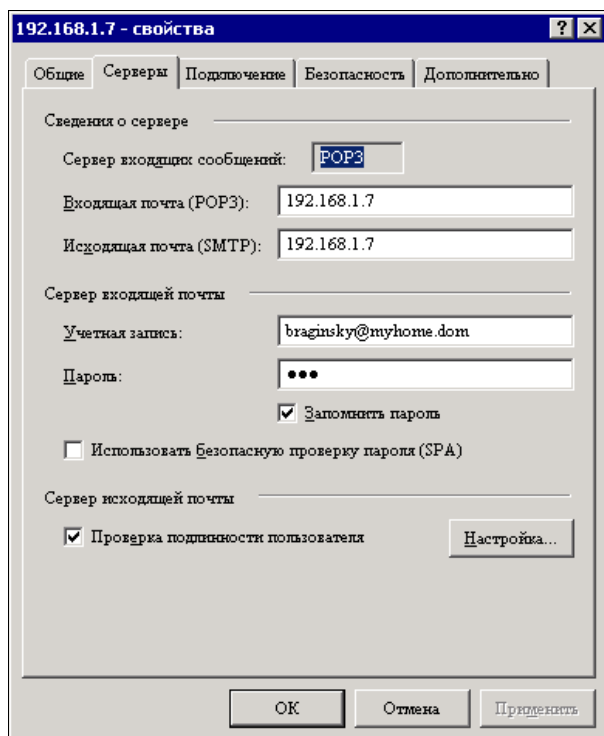 192.168.1.7 - свойства
Общие Серверы Подключение Безопасность Дополнительно
Сведения о сервере
Сервер входящих сообщений: POP3
Входящая почта (POP3): 192.168.1.7
Исходящая почта (SMTP): 192.168.1.7
Сервер входящей почты
Учетная запись: braginsky@myhome.dom
Пароль: •••
Запомнить пароль
Использовать безопасную проверку пароля (SPA)
Сервер исходящей почты
Проверка подлинности пользователя Настройка...
OK Отмена Применить